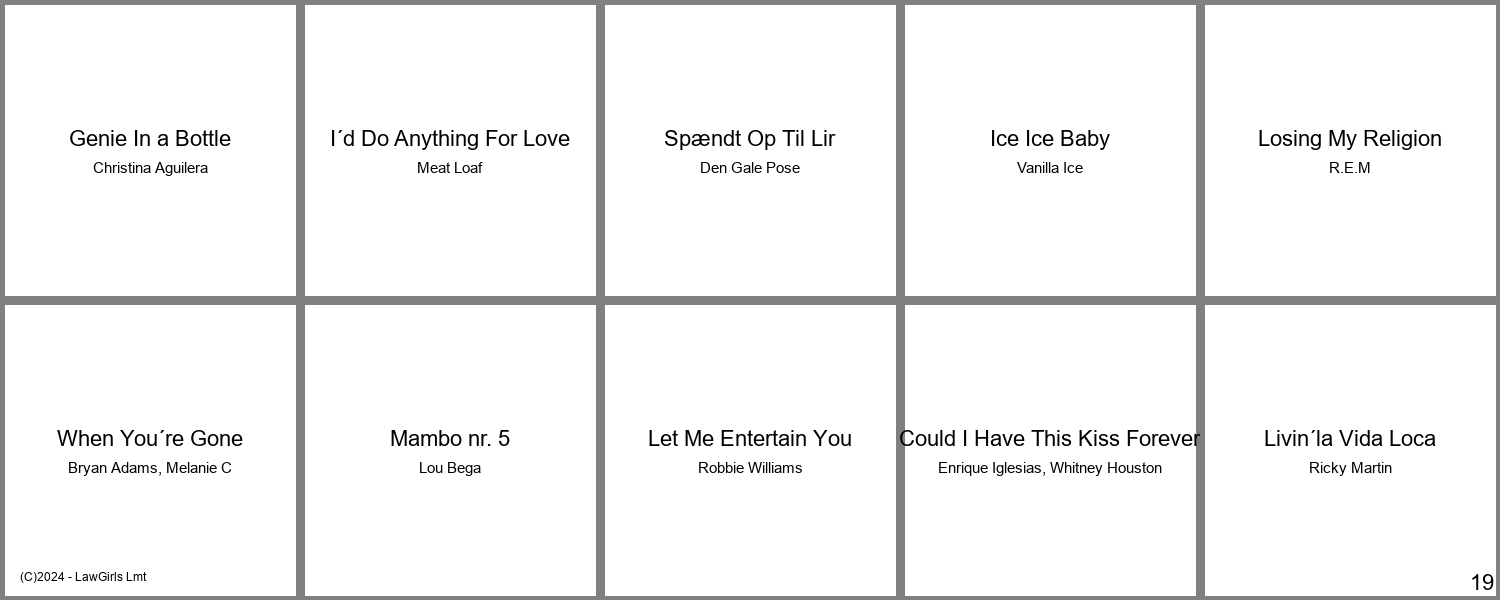 Genie In a Bottle
Christina Aguilera
I´d Do Anything For Love
Meat Loaf
Spændt Op Til Lir
Den Gale Pose
Ice Ice Baby
Vanilla Ice
Losing My Religion
R.E.M
When You´re Gone
Bryan Adams, Melanie C
Mambo nr. 5
Lou Bega
Let Me Entertain You
Robbie Williams
Could I Have This Kiss Forever
Enrique Iglesias, Whitney Houston
Livin´la Vida Loca
Ricky Martin
(C)2024 - LawGirls Lmt
19